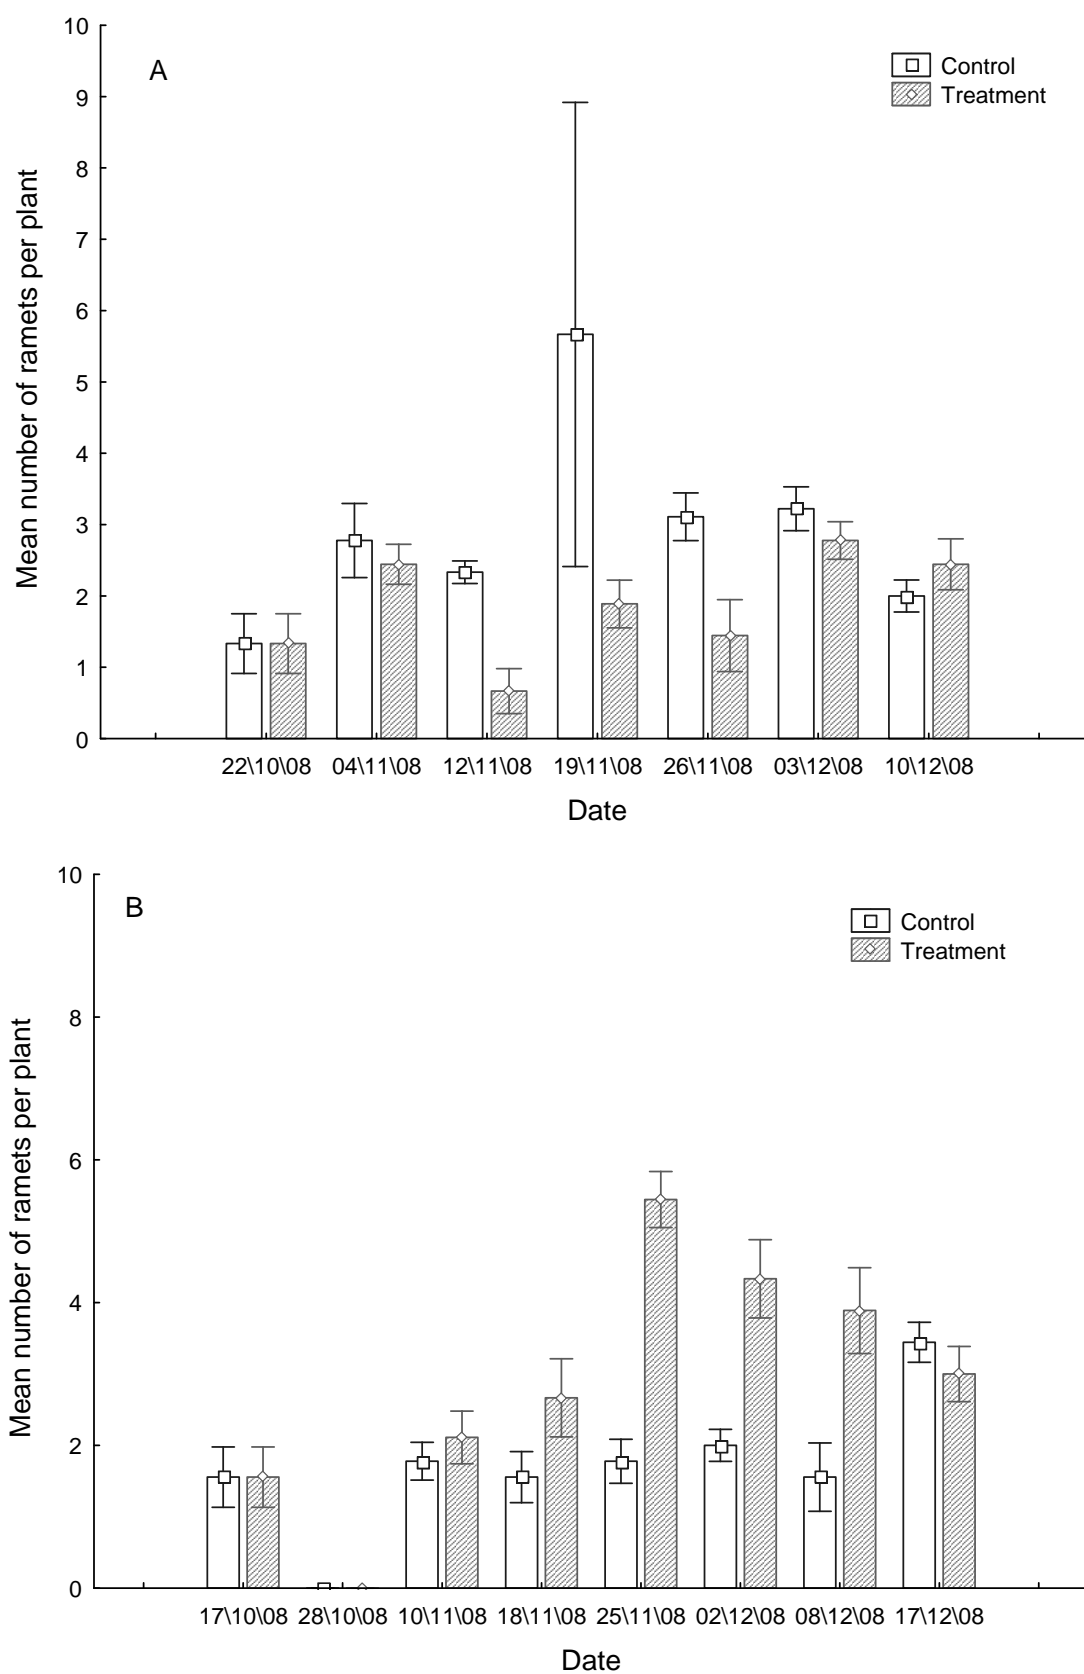 10
A
Control
Treatment
9
8
7
6
5
4
3
2
1
0
Mean number of ramets per plant
22\10\08 04\11\08 12\11\08 19\11\08 26\11\08 03\12\08 10\12\08
Date
10
B
Control
Treatment
8
6
4
2
0
Mean number of ramets per plant
17\10\08 28\10\08 10\11\08 18\11\08 25\11\08 02\12\08 08\12\08 17\12\08
Date